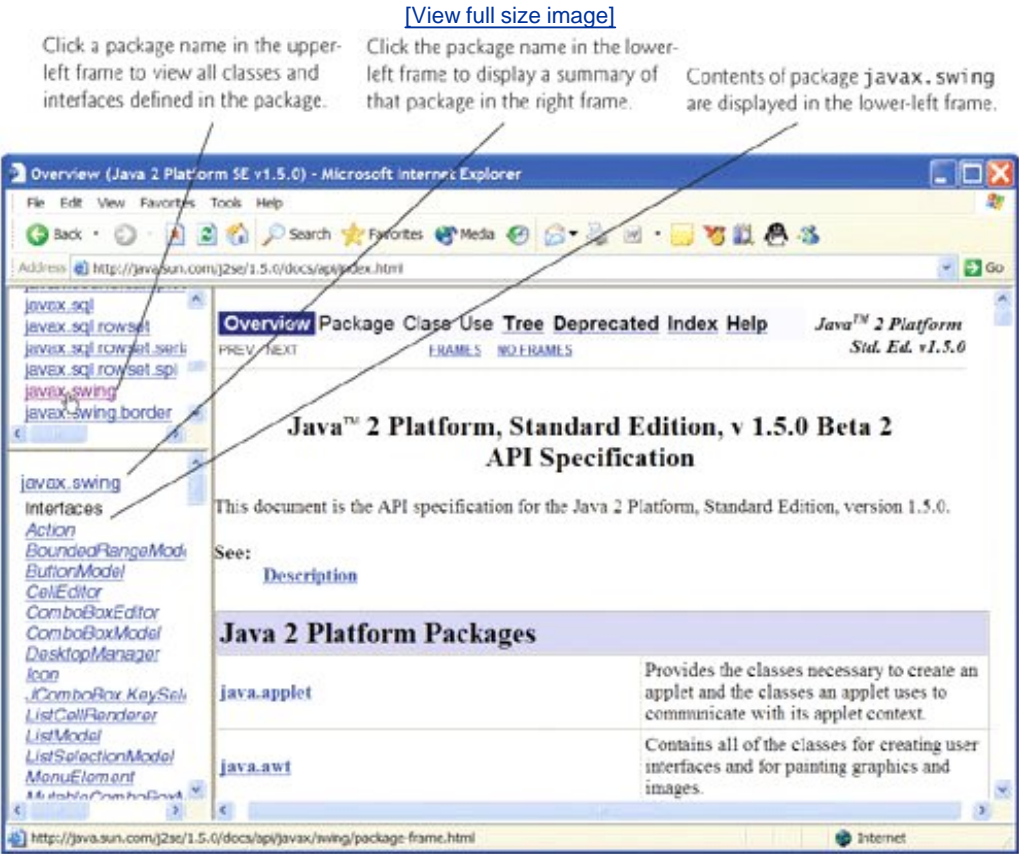 [View full size image]
Click a package name in the upper-
left frame to view all classes and
interfaces defined in the package.
Click the package name in the lower-
left frame to display a summary of
that package in the right frame.
Contents of package javax.swing
are displayed in the lower-left frame.
Overview (Java 2 Platform SE v1.5.0) - Microsoft Internet Explorer
File Edit View Favorites Tools Help
Back Search Favorites Media
Address http://java.sun.com/j2se/1.5.0/docs/api/index.html Go
javax.sql
javax.sql.rowset
javax.sql.rowset.seria
javax.sql.rowset.spi
javax.swing
javax.swing.border
javax.swing
Interfaces
Action
BoundedRangeMode
ButtonModel
CellEditor
ComboBoxEditor
ComboBoxModel
DesktopManager
Icon
JComboBox.KeySele
ListCellRenderer
ListModel
ListSelectionModel
MenuElement
Overview Package Class Use Tree Deprecated Index Help
PREV NEXT FRAMES NO FRAMES
Java™ 2 Platform
Std. Ed. v1.5.0
Java™ 2 Platform, Standard Edition, v 1.5.0 Beta 2
API Specification
This document is the API specification for the Java 2 Platform, Standard Edition, version 1.5.0.
See:
Description
Java 2 Platform Packages
java.applet
Provides the classes necessary to create an
applet and the classes an applet uses to
communicate with its applet context.
java.awt
Contains all of the classes for creating user
interfaces and for painting graphics and
images.
http://java.sun.com/j2se/1.5.0/docs/api/javax/swing/package-frame.html
Internet